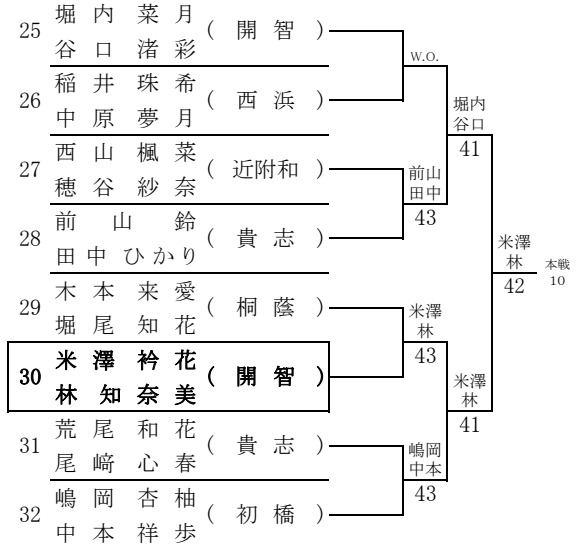 25 堀内菜月 谷口渚彩 (開智)
26 稲井珠希 中原夢月 (西浜)
27 西山楓菜 穂谷紗奈 (近附和)
28 前山鈴 田中ひかり (貴志)
29 木本来愛 堀尾知花 (桐蔭)
30 米澤衿花 林知奈美 (開智)
31 荒尾和花 尾﨑心春 (貴志)
32 嶋岡杏柚 中本祥歩 (初橋)
W.O.
前山
田中
43
米澤
林
43
嶋岡
中本
43
堀内
谷口
41
米澤
林
41
米澤
林
42
本戦
10